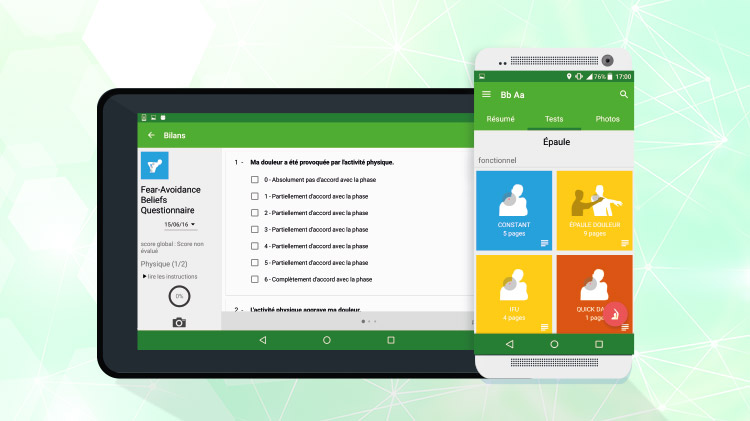 Bilans
Fear-Avoidance
Beliefs
Questionnaire
15/06/16
score global : Score non
évalué
Physique (1/2)
lire les instructions
0%
1 - Ma douleur a été provoquée par l'activité physique.
0 - Absolument pas d'accord avec la phase
1 - Partiellement d'accord avec la phase
2 - Partiellement d'accord avec la phase
3 - Partiellement d'accord avec la phase
4 - Partiellement d'accord avec la phase
5 - Partiellement d'accord avec la phase
6 - Complètement d'accord avec la phase
2 - L'activité physique aggrave ma douleur.
76% 17:00
Bb Aa
Résumé Tests Photos
Épaule
fonctionnel
CONSTANT
5 pages
ÉPAULE DOULEUR
5 pages
4 pages
QUICK
1